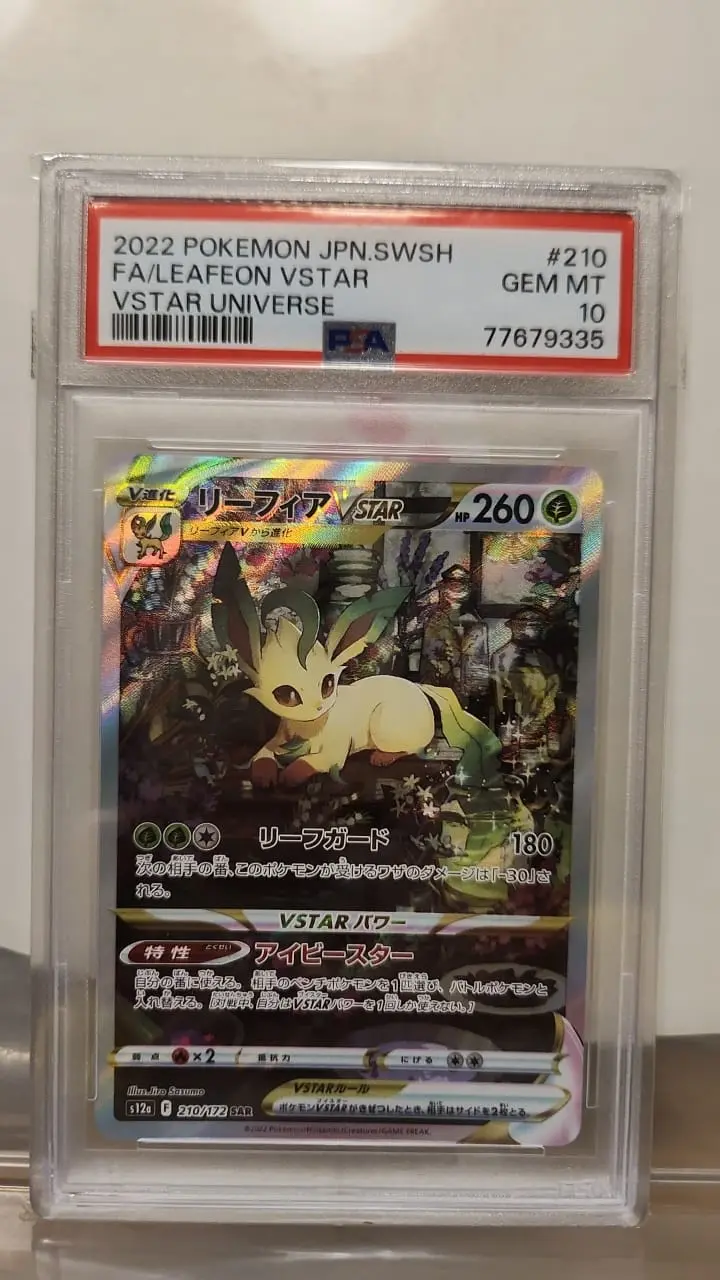 2022 POKEMON JPN.SWSH #210
FA/LEAFEON VSTAR GEM MT
VSTAR UNIVERSE 10
PSA 77679335
V進化
リーフィアVSTAR HP 260
リーフィアVから進化
リーフガード 180
次の相手の番、このポケモンが受けるワザのダメージは「-30」さ
れる。
VSTARパワー
特性 アイビースター
自分の番に使える。相手のベンチポケモンを1匹選び、バトルポケモンと
入れ替える。[対戦中、自分はVSTARパワーを1回しか使えない。]
弱点 ×2 抵抗力 にげる
Illus. Jiro Sasumo
VSTARルール
ポケモンVSTARがきぜつしたとき、相手はサイドを2枚とる。
s12a F 210/172 SAR
©2022 Pokémon/Nintendo/Creatures/GAME FREAK.